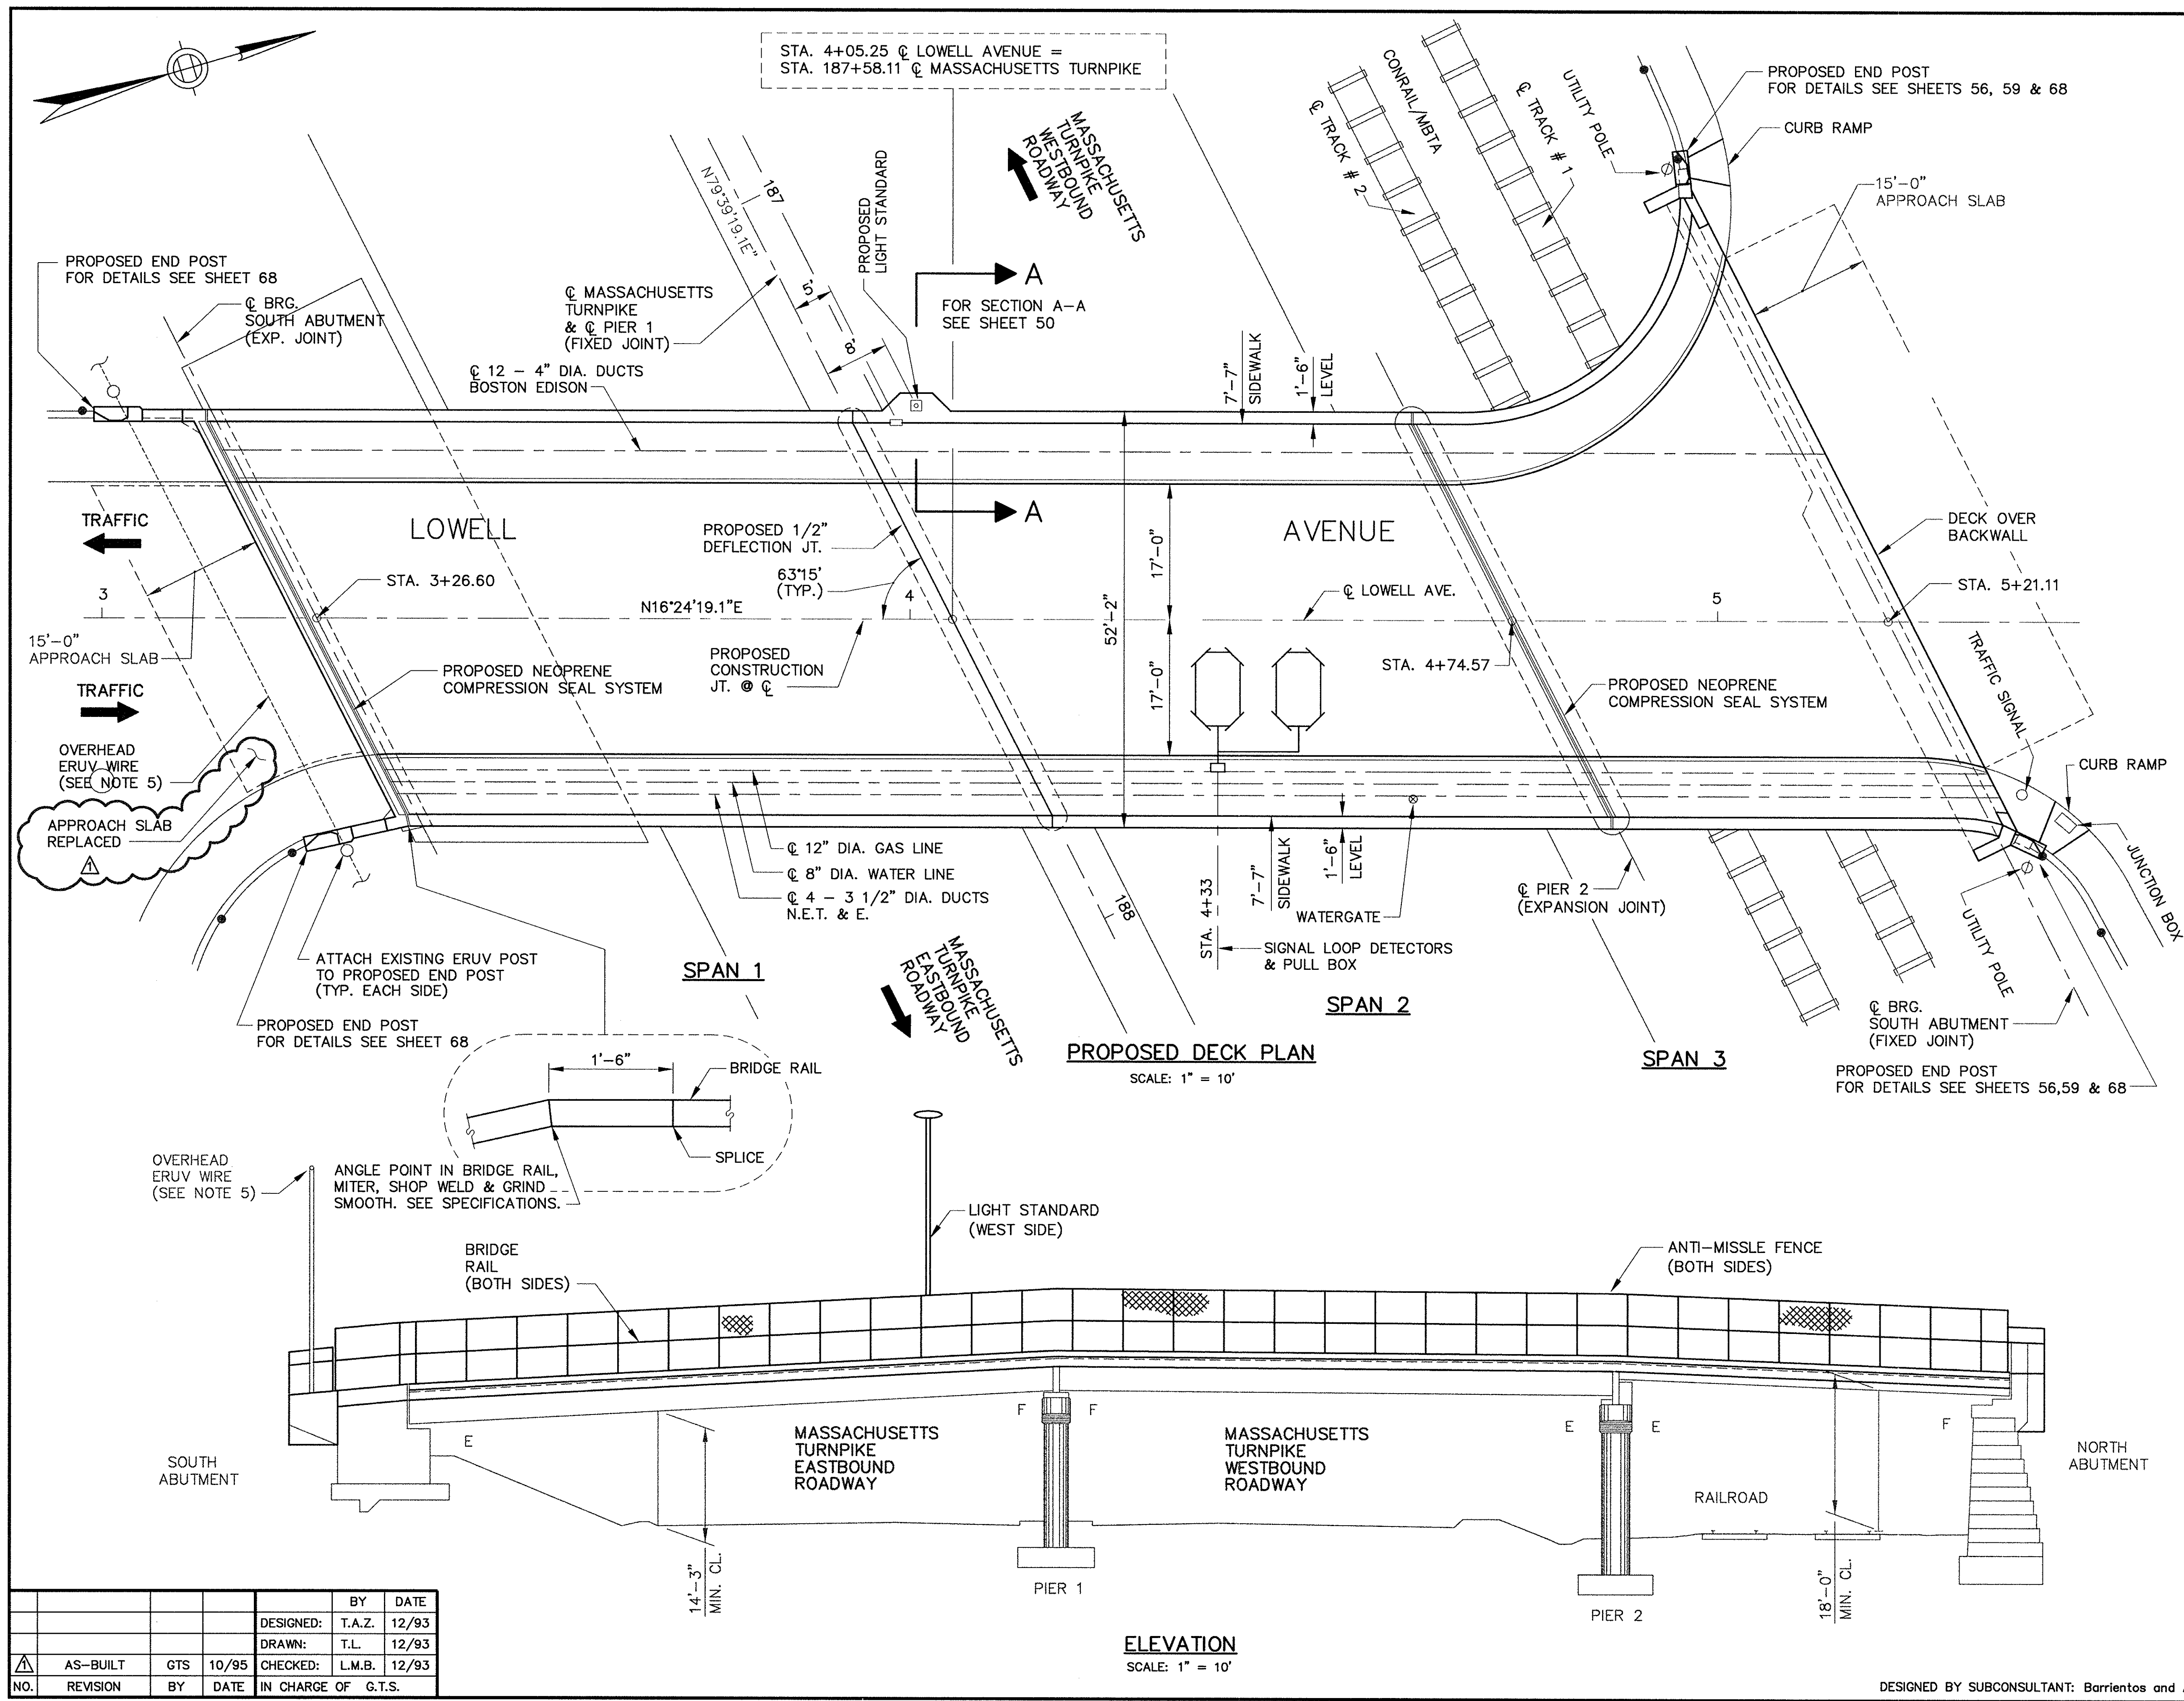 STA. 4+05.25 ℄ LOWELL AVENUE =
STA. 187+58.11 ℄ MASSACHUSETTS TURNPIKE
PROPOSED END POST
FOR DETAILS SEE SHEETS 56, 59 & 68
CURB RAMP
UTILITY POLE
℄ TRACK # 1
CONRAIL/MBTA
℄ TRACK # 2
15'-0"
APPROACH SLAB
MASSACHUSETTS
TURNPIKE
WESTBOUND
ROADWAY
187
N79°39'19.1E"
PROPOSED
LIGHT STANDARD
5'
8'
A
FOR SECTION A-A
SEE SHEET 50
PROPOSED END POST
FOR DETAILS SEE SHEET 68
℄ BRG.
SOUTH ABUTMENT
(EXP. JOINT)
℄ MASSACHUSETTS
TURNPIKE
& ℄ PIER 1
(FIXED JOINT)
℄ 12 - 4" DIA. DUCTS
BOSTON EDISON
7'-7"
SIDEWALK
1'-6"
LEVEL
TRAFFIC
LOWELL
PROPOSED 1/2"
DEFLECTION JT.
A
AVENUE
DECK OVER
BACKWALL
17'-0"
63°15'
(TYP.)
STA. 3+26.60
3
N16°24'19.1"E
4
℄ LOWELL AVE.
5
STA. 5+21.11
52'-2"
15'-0"
APPROACH SLAB
PROPOSED NEOPRENE
COMPRESSION SEAL SYSTEM
PROPOSED
CONSTRUCTION
JT. @ ℄
17'-0"
STA. 4+74.57
PROPOSED NEOPRENE
COMPRESSION SEAL SYSTEM
TRAFFIC SIGNAL
TRAFFIC
OVERHEAD
ERUV WIRE
(SEE NOTE 5)
CURB RAMP
APPROACH SLAB
REPLACED
1
℄ 12" DIA. GAS LINE
℄ 8" DIA. WATER LINE
℄ 4 - 3 1/2" DIA. DUCTS
N.E.T. & E.
188
STA. 4+33
7'-7"
SIDEWALK
1'-6"
LEVEL
WATERGATE
SIGNAL LOOP DETECTORS
& PULL BOX
℄ PIER 2
(EXPANSION JOINT)
JUNCTION BOX
UTILITY POLE
ATTACH EXISTING ERUV POST
TO PROPOSED END POST
(TYP. EACH SIDE)
SPAN 1
MASSACHUSETTS
TURNPIKE
EASTBOUND
ROADWAY
SPAN 2
SPAN 3
℄ BRG.
SOUTH ABUTMENT
(FIXED JOINT)
PROPOSED END POST
FOR DETAILS SEE SHEET 68
PROPOSED END POST
FOR DETAILS SEE SHEETS 56,59 & 68
PROPOSED DECK PLAN
SCALE: 1" = 10'
1'-6"
BRIDGE RAIL
SPLICE
ANGLE POINT IN BRIDGE RAIL,
MITER, SHOP WELD & GRIND
SMOOTH. SEE SPECIFICATIONS.
OVERHEAD
ERUV WIRE
(SEE NOTE 5)
LIGHT STANDARD
(WEST SIDE)
BRIDGE
RAIL
(BOTH SIDES)
ANTI-MISSLE FENCE
(BOTH SIDES)
SOUTH
ABUTMENT
E
14'-3"
MIN. CL.
MASSACHUSETTS
TURNPIKE
EASTBOUND
ROADWAY
F F
PIER 1
MASSACHUSETTS
TURNPIKE
WESTBOUND
ROADWAY
E E
PIER 2
RAILROAD
18'-0"
MIN. CL.
F
NORTH
ABUTMENT
ELEVATION
SCALE: 1" = 10'
BY DATE
DESIGNED: T.A.Z. 12/93
DRAWN: T.L. 12/93
1 AS-BUILT GTS 10/95 CHECKED: L.M.B. 12/93
NO. REVISION BY DATE IN CHARGE OF G.T.S.
DESIGNED BY SUBCONSULTANT: Barrientos and